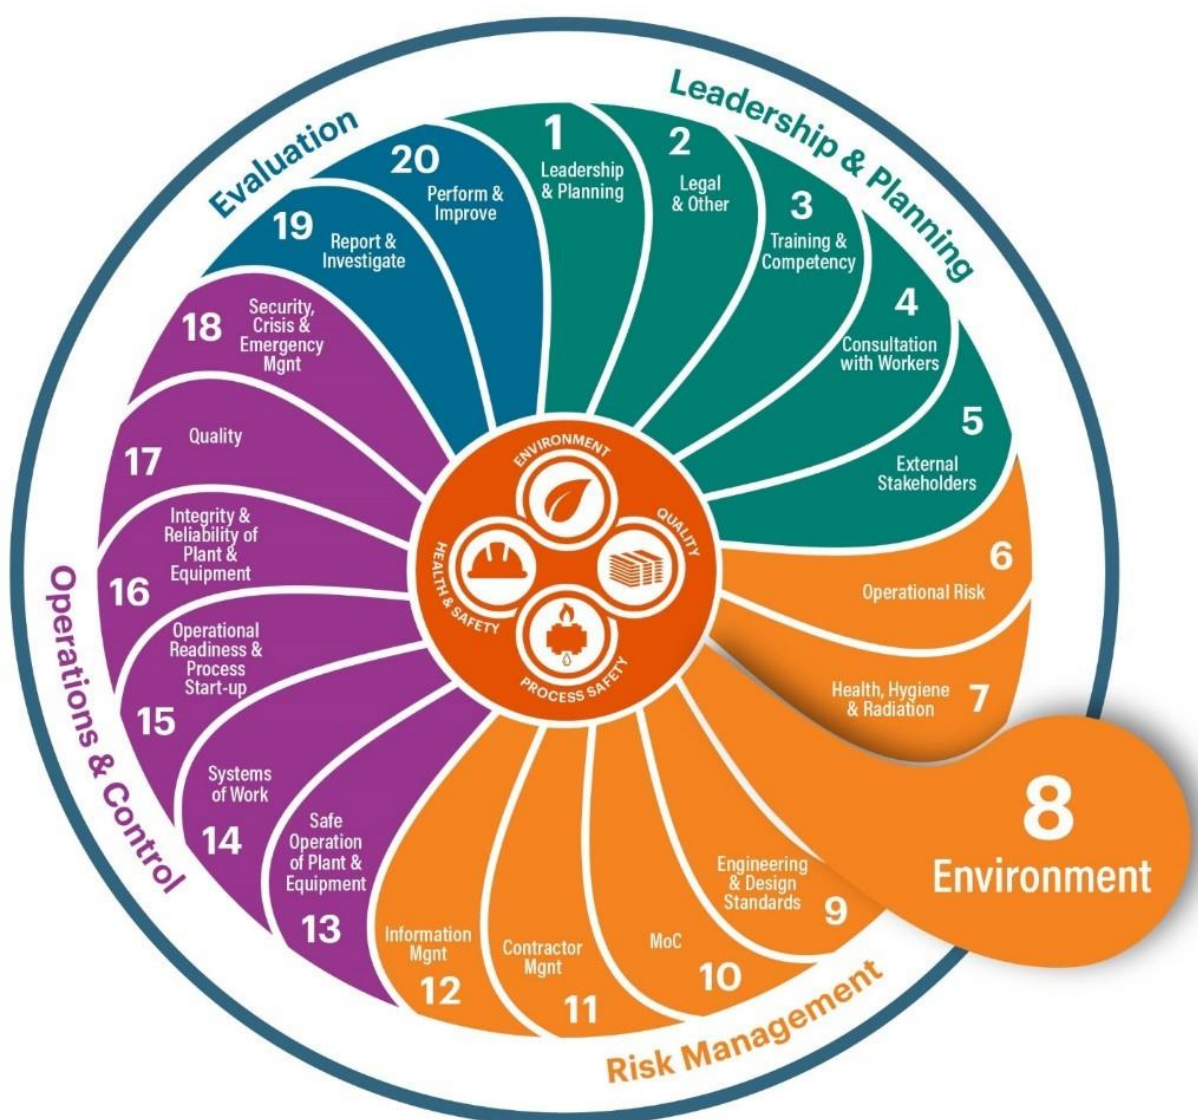 Leadership & Planning
1
Leadership
& Planning
2
Legal
& Other
3
Training &
Competency
4
Consultation
with Workers
5
External
Stakeholders
6
Operational Risk
7
Health, Hygiene
& Radiation
8
Environment
9
Engineering
& Design
Standards
10
MoC
11
Contractor
Mgnt
12
Information
Mgnt
Risk Management
13
Safe
Operation
of Plant &
Equipment
14
Systems
of Work
15
Operational
Readiness &
Process
Start-up
16
Integrity &
Reliability of
Plant &
Equipment
17
Quality
18
Security,
Crisis &
Emergency
Mgnt
Operations & Control
19
Report &
Investigate
20
Perform &
Improve
Evaluation
ENVIRONMENT
QUALITY
PROCESS SAFETY
HEALTH & SAFETY